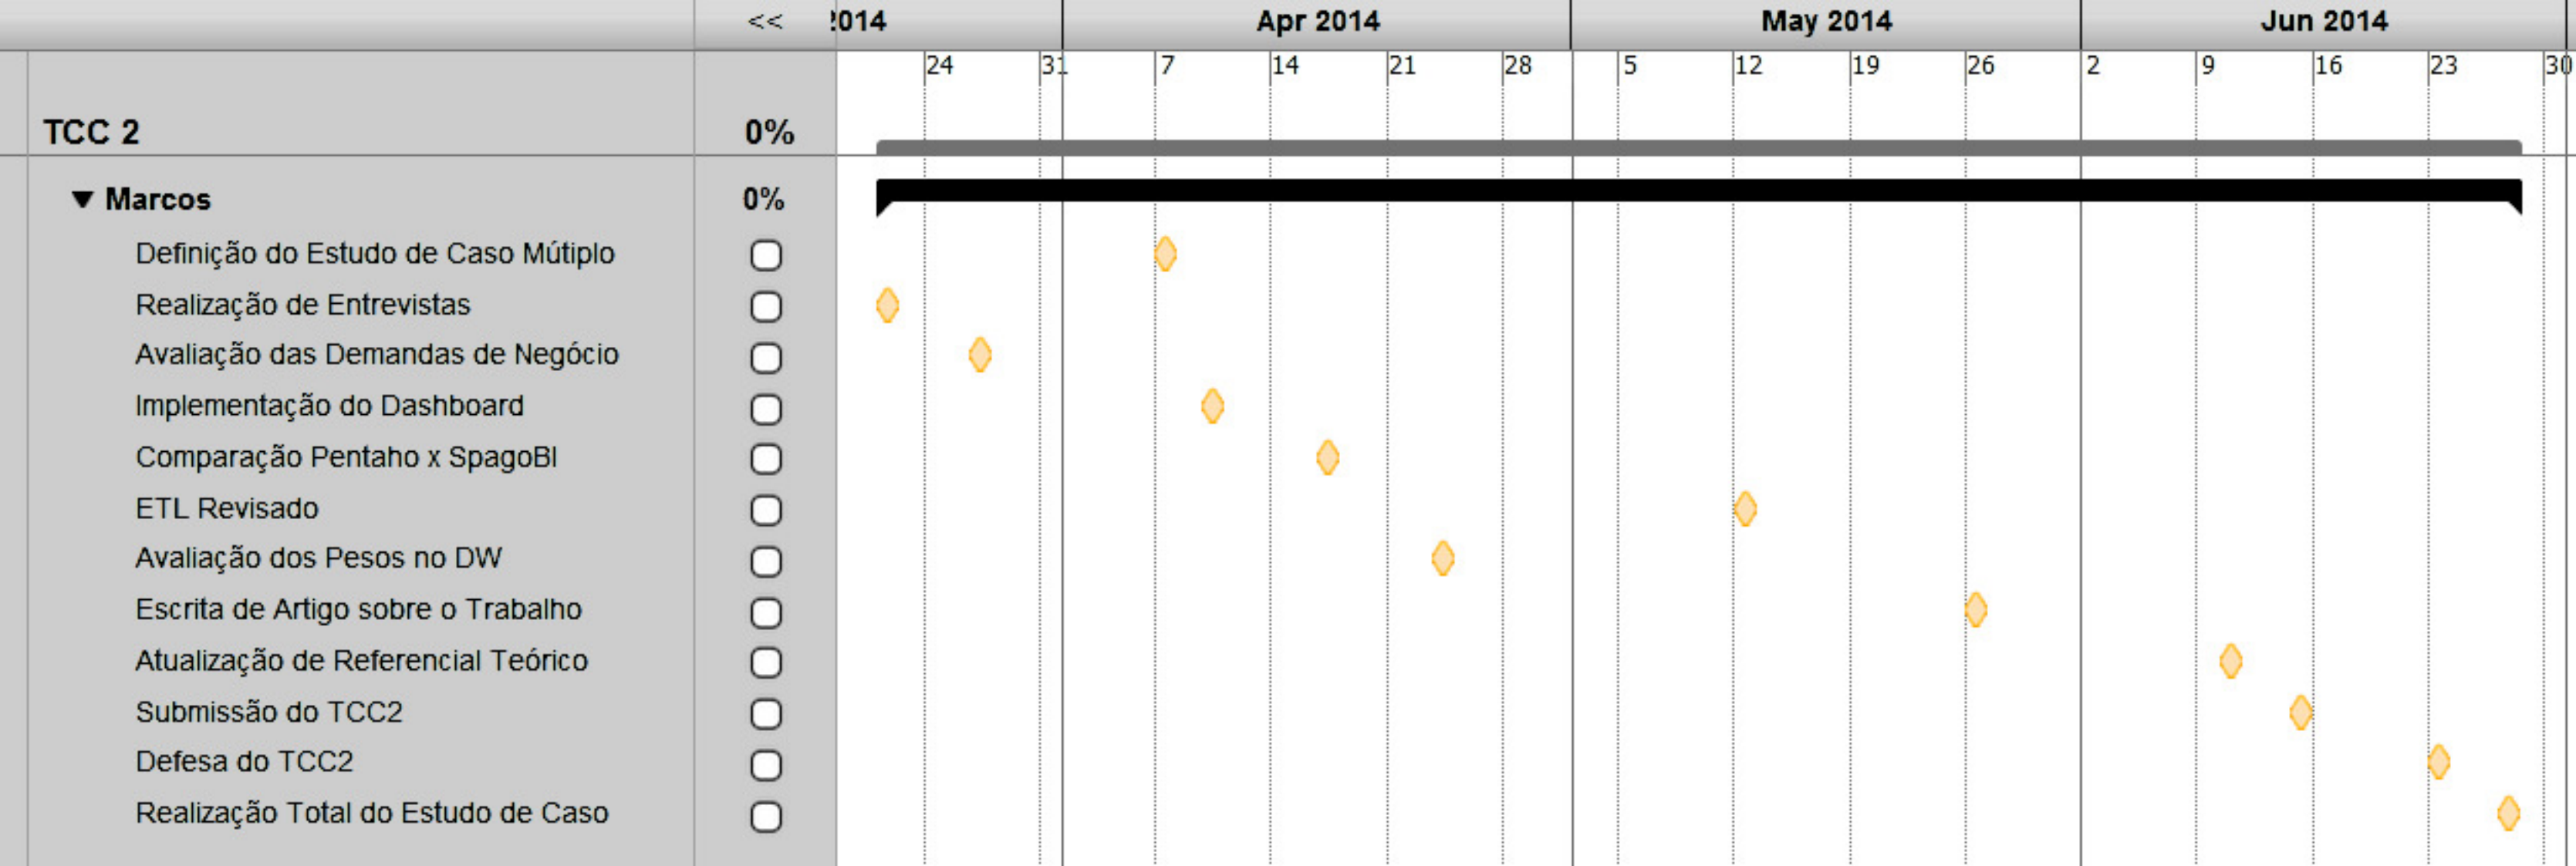 << 2014 Apr 2014 May 2014 Jun 2014
24 31 7 14 21 28 5 12 19 26 2 9 16 23 30
TCC 2 0%
Marcos 0%
Definição do Estudo de Caso Mútiplo
Realização de Entrevistas
Avaliação das Demandas de Negócio
Implementação do Dashboard
Comparação Pentaho x SpagoBI
ETL Revisado
Avaliação dos Pesos no DW
Escrita de Artigo sobre o Trabalho
Atualização de Referencial Teórico
Submissão do TCC2
Defesa do TCC2
Realização Total do Estudo de Caso